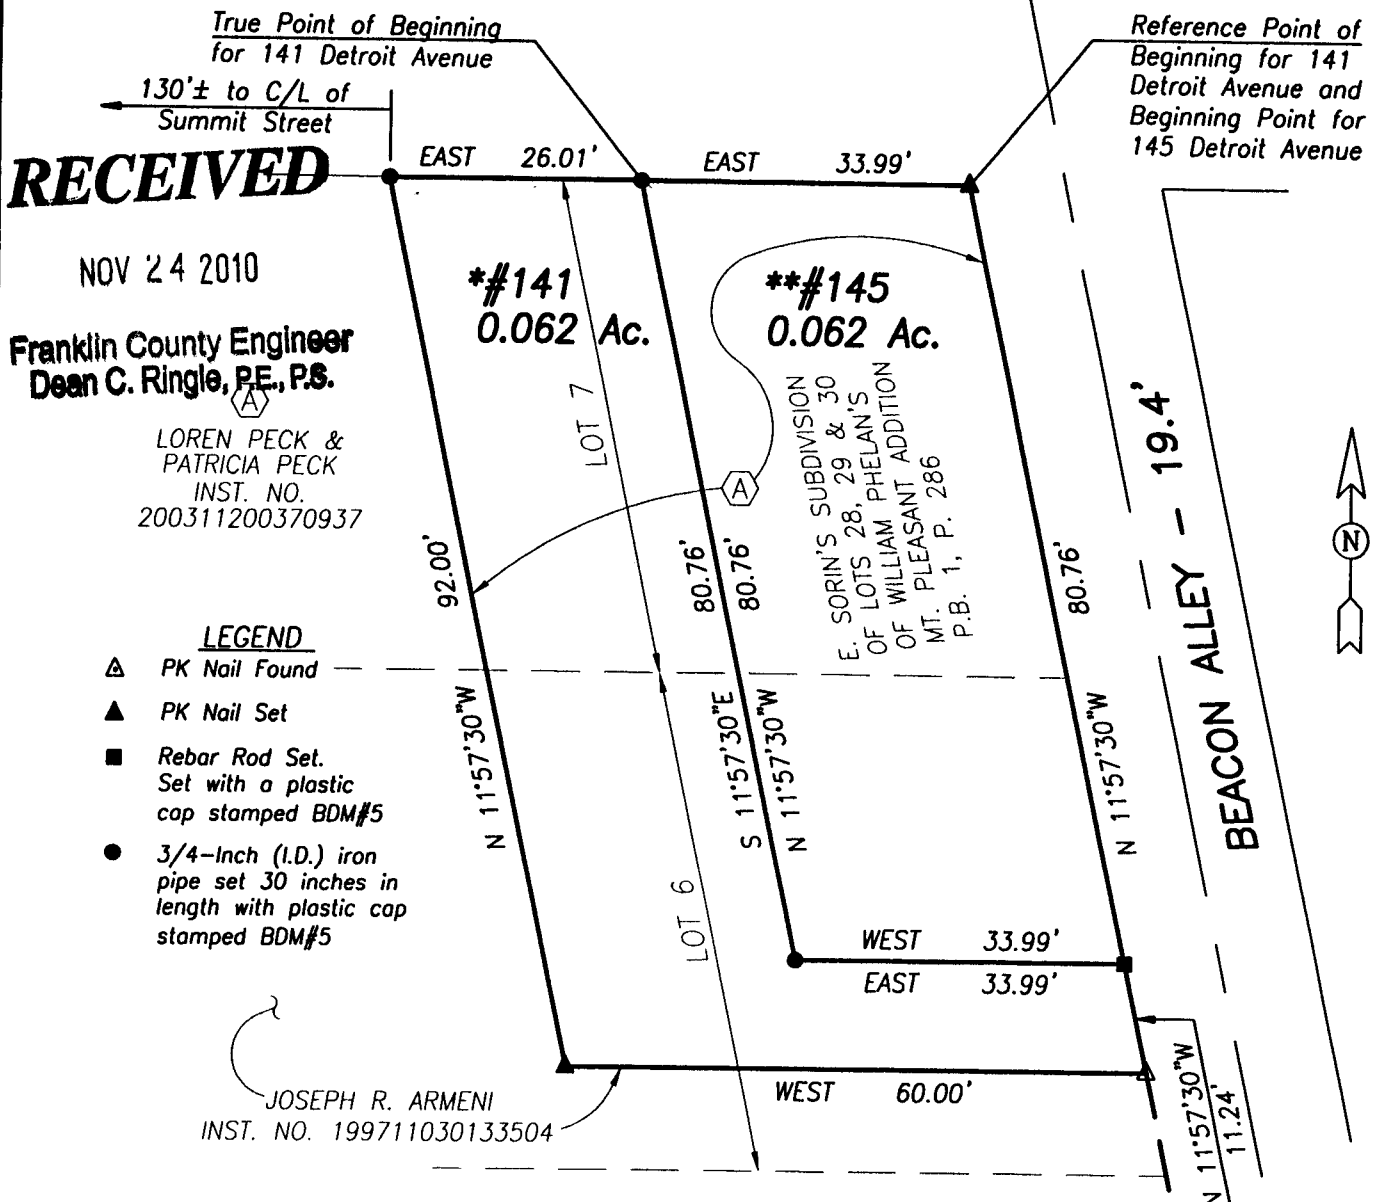 True Point of Beginning
for 141 Detroit Avenue
130'± to C/L of
Summit Street
Reference Point of
Beginning for 141
Detroit Avenue and
Beginning Point for
145 Detroit Avenue
RECEIVED
EAST 26.01'
EAST 33.99'
NOV 24 2010
*#141
0.062 Ac.
**#145
0.062 Ac.
Franklin County Engineer
Dean C. Ringle, P.E., P.S.
A
LOREN PECK &
PATRICIA PECK
INST. NO.
200311200370937
LOT 7
A
E. SORIN'S SUBDIVISION
OF LOTS 28, 29 & 30
OF WILLIAM PHELAN'S
MT. PLEASANT ADDITION
P.B. 1, P. 286
BEACON ALLEY - 19.4'
N
92.00'
80.76'
80.76'
80.76'
LEGEND
PK Nail Found
PK Nail Set
Rebar Rod Set.
Set with a plastic
cap stamped BDM#5
3/4-Inch (I.D.) iron
pipe set 30 inches in
length with plastic cap
stamped BDM#5
N 11°57'30"W
S 11°57'30"E
N 11°57'30"W
N 11°57'30"W
LOT 6
WEST 33.99'
EAST 33.99'
WEST 60.00'
N 11°57'30"W
11.24'
JOSEPH R. ARMENI
INST. NO. 199711030133504